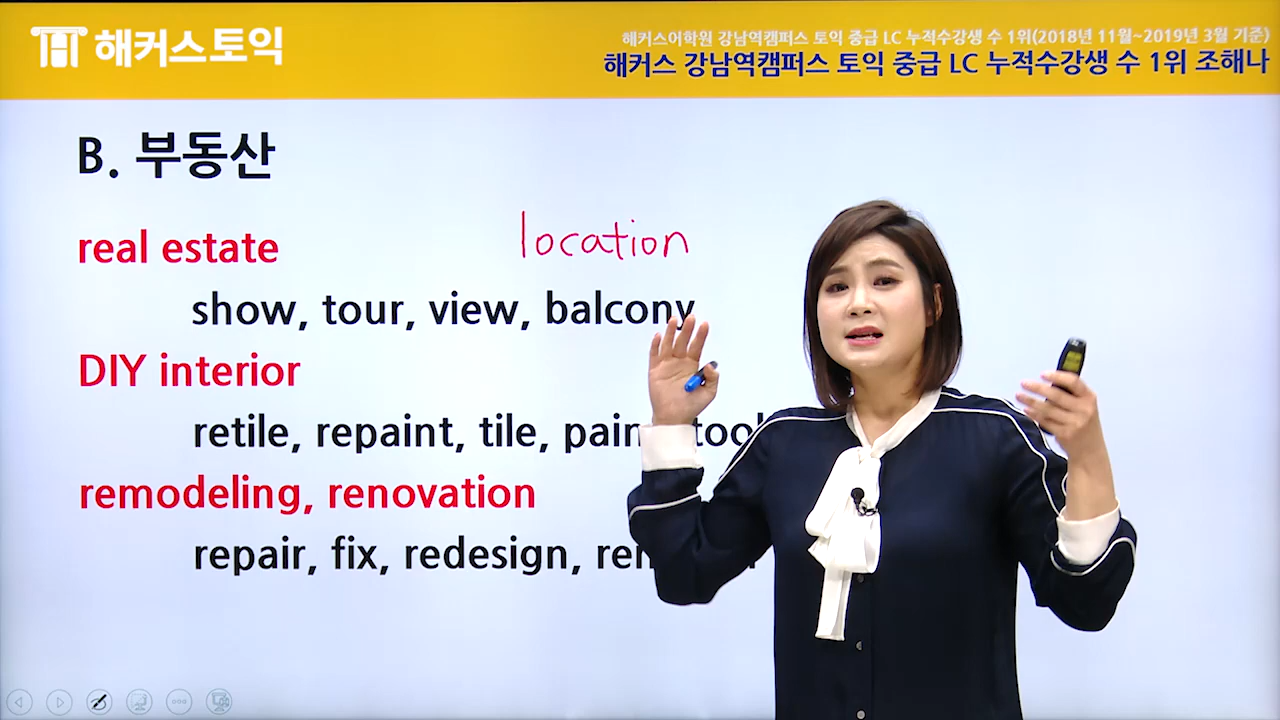 해커스토익
해커스어학원 강남역캠퍼스 토익 중급 LC 누적수강생 수 1위(2018년 11월~2019년 3월 기준)
해커스 강남역캠퍼스 토익 중급 LC 누적수강생 수 1위 조해나
B. 부동산
real estate
location
show, tour, view, balcony
DIY interior
retile, repaint, tile,
remodeling, renovation
repair, fix, redesign,